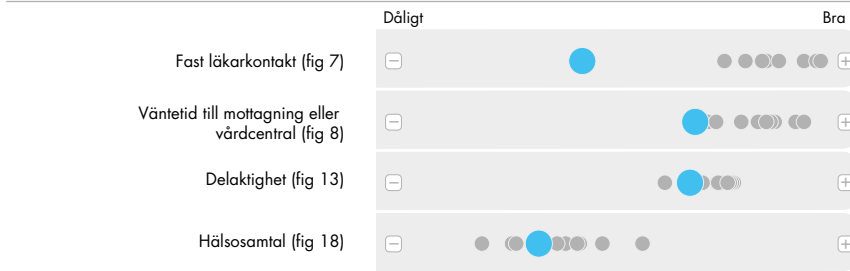 Dåligt
Bra
Fast läkarkontakt (fig 7)
Väntetid till mottagning eller
vårdcentral (fig 8)
Delaktighet (fig 13)
Hälsosamtal (fig 18)